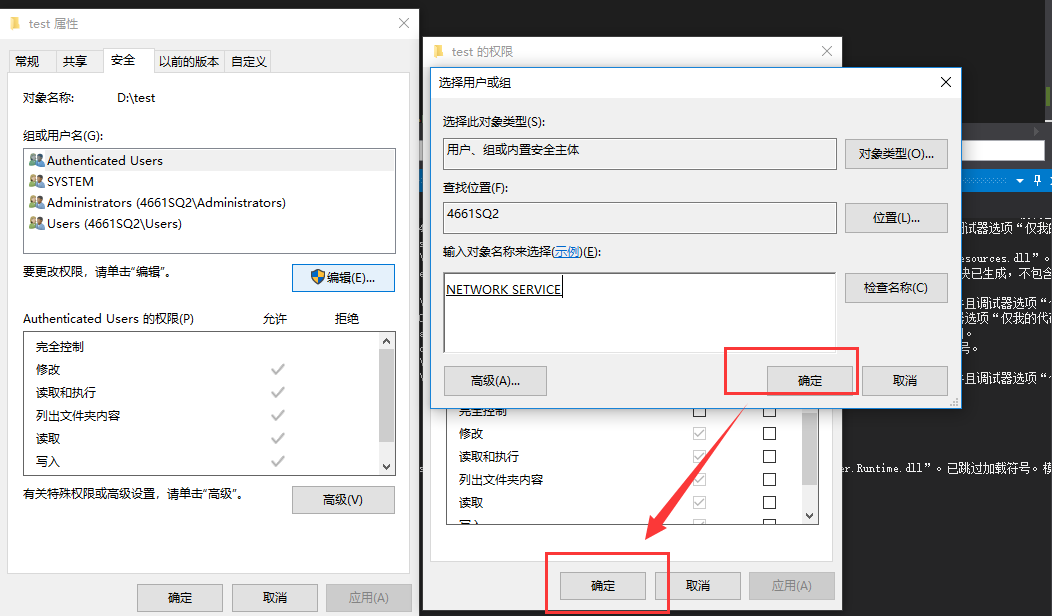 test 属性
常规
共享
安全
以前的版本
自定义
对象名称:
D:\test
组或用户名(G):
Authenticated Users
SYSTEM
Administrators (4661SQ2\Administrators)
Users (4661SQ2\Users)
要更改权限，请单击“编辑”。
编辑(E)...
Authenticated Users 的权限(P)
允许
拒绝
完全控制
修改
读取和执行
列出文件夹内容
读取
写入
有关特殊权限或高级设置，请单击“高级”。
高级(V)
确定
取消
应用(A)
test 的权限
选择用户或组
选择此对象类型(S):
用户、组或内置安全主体
对象类型(O)...
查找位置(F):
4661SQ2
位置(L)...
输入对象名称来选择(示例)(E):
NETWORK SERVICE
检查名称(C)
高级(A)...
确定
取消
完全控制
修改
读取和执行
列出文件夹内容
读取
确定
取消
应用(A)
试器选项“仅我的
esources.dll”。
块已生成，不包含
且调试器选项“
器选项“仅我的代
号。
且调试器选项“
er.Runtime.dll”。已跳过加载符号。模